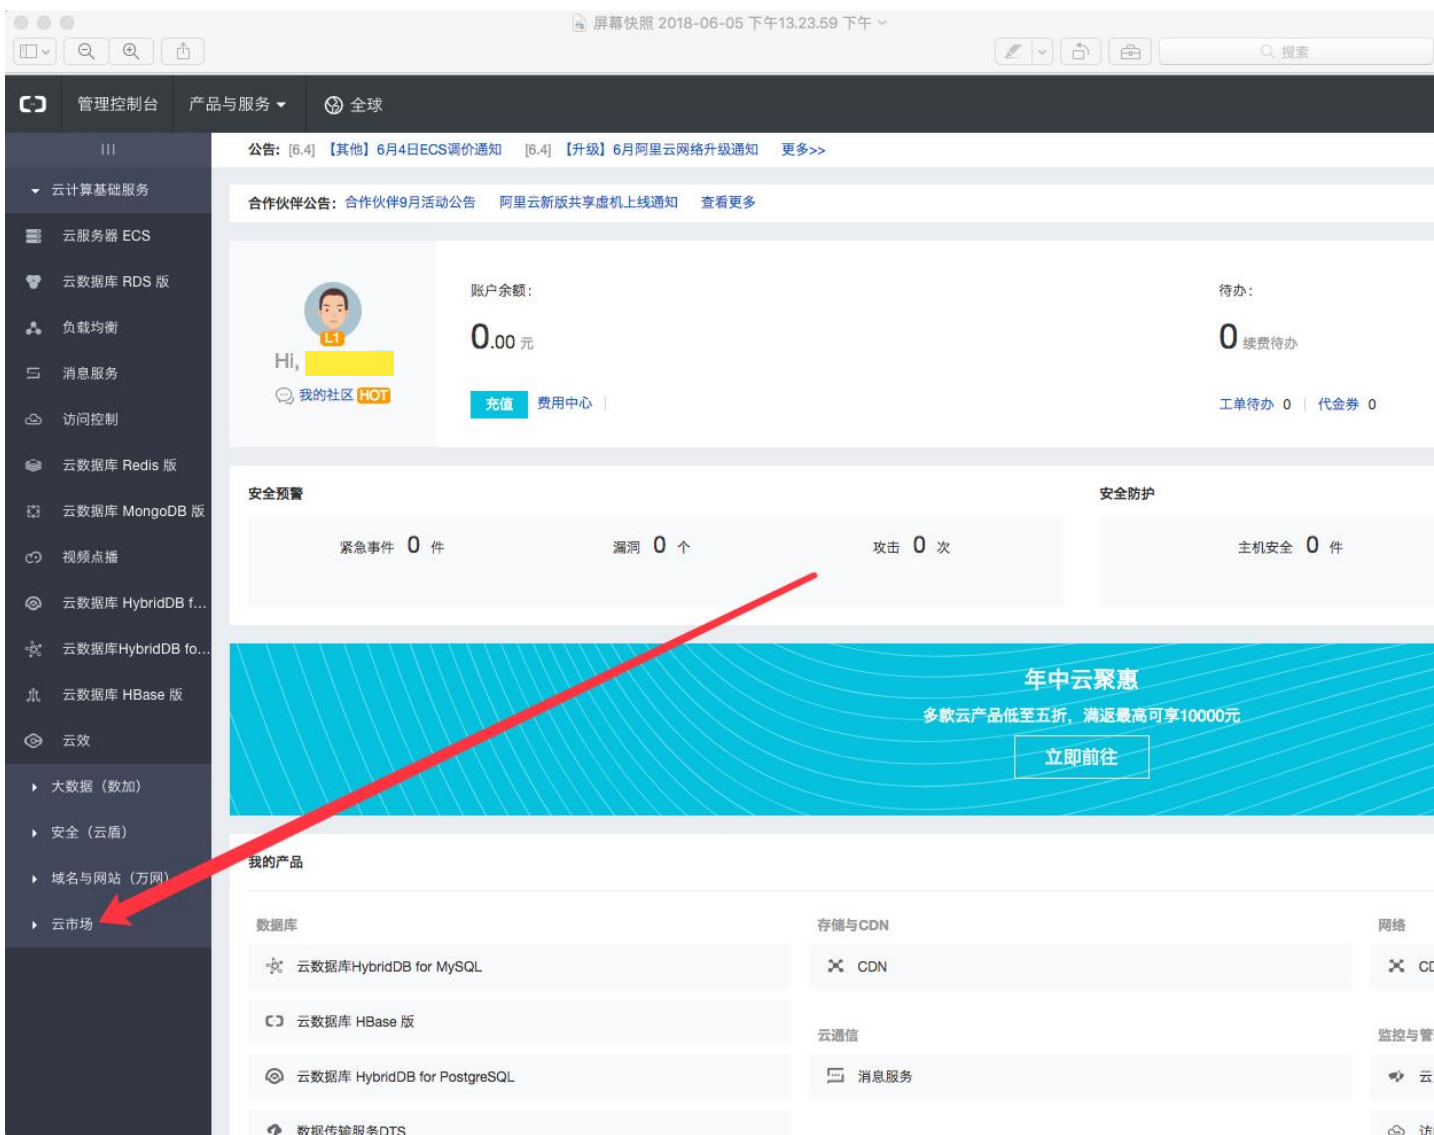 屏幕快照 2018-06-05 下午13.23.59 下午
搜索
管理控制台 产品与服务 全球
公告: [6.4] 【其他】6月4日ECS调价通知 [6.4] 【升级】6月阿里云网络升级通知 更多>>
云计算基础服务
合作伙伴公告: 合作伙伴9月活动公告 阿里云新版共享虚机上线通知 查看更多
云服务器 ECS
云数据库 RDS 版
负载均衡
消息服务
访问控制
云数据库 Redis 版
云数据库 MongoDB 版
视频点播
云数据库 HybridDB f...
云数据库HybridDB fo...
云数据库 HBase 版
云效
大数据（数加）
安全（云盾）
域名与网站（万网）
云市场
L1
Hi,
我的社区 HOT
账户余额:
0.00 元
充值 费用中心
待办:
0 续费待办
工单待办 0 代金券 0
安全预警
紧急事件 0 件 漏洞 0 个 攻击 0 次
安全防护
主机安全 0 件
年中云聚惠
多款云产品低至五折，满返最高可享10000元
立即前往
我的产品
数据库
云数据库HybridDB for MySQL
云数据库 HBase 版
云数据库 HybridDB for PostgreSQL
数据传输服务DTS
存储与CDN
CDN
云通信
消息服务
网络
监控与管
云